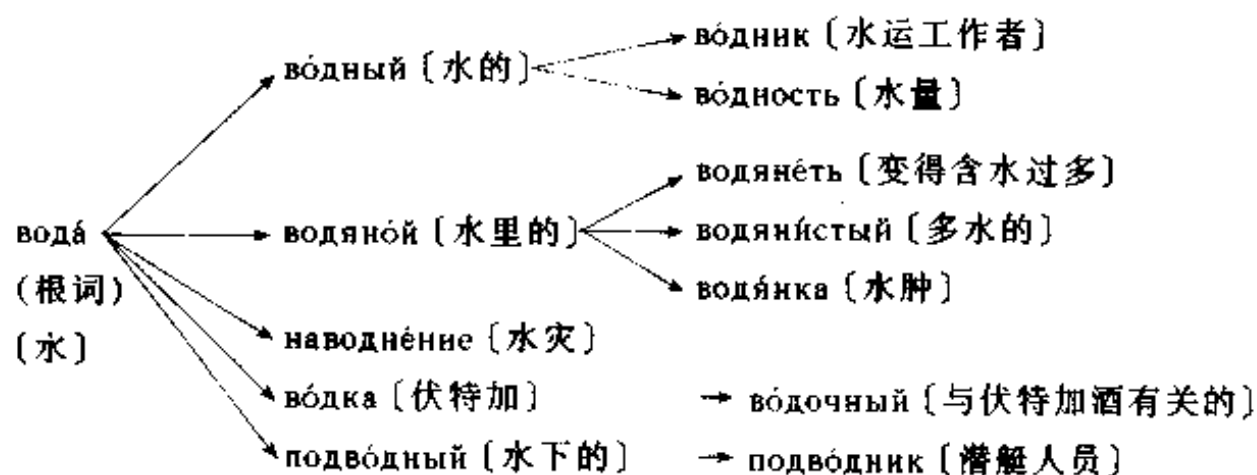 во́дник〔水运工作者〕
во́дный〔水的〕
во́дность〔水量〕
водяне́ть〔变得含水过多〕
вода́ водяно́й〔水里的〕 водяни́стый〔多水的〕
(根词)
водя́нка〔水肿〕
〔水〕 наводне́ние〔水灾〕
во́дка〔伏特加〕 → во́дочный〔与伏特加酒有关的〕
подво́дный〔水下的〕 → подво́дник〔潜艇人员〕